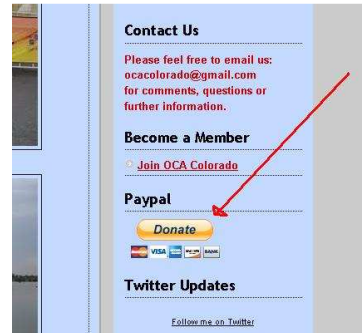 Contact Us
Please feel free to email us:
ocacolorado@gmail.com
for comments, questions or
further information.
Become a Member
Join OCA Colorado
Paypal
Donate
VISA
Twitter Updates
Follow me on Twitter